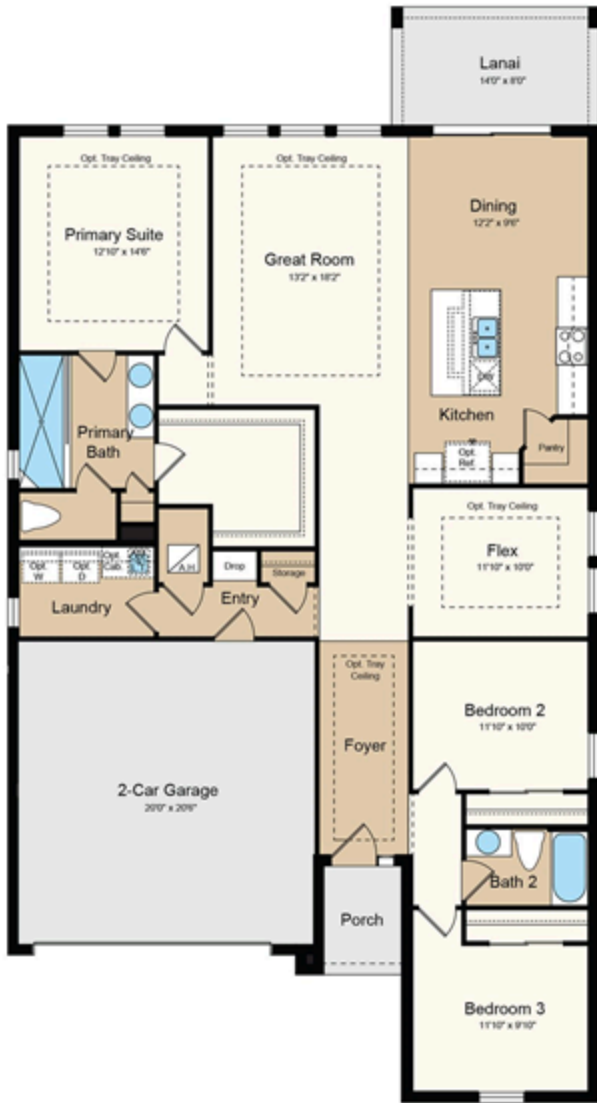 Lanai
14'0" x 8'0"
Opt. Tray Ceiling
Primary Suite
12'10" x 14'6"
Opt. Tray Ceiling
Great Room
13'2" x 18'2"
Dining
12'2" x 9'6"
DW
Kitchen
Opt.
Ref.
Pantry
Primary
Bath
Opt. Tray Ceiling
Flex
11'10" x 10'0"
Opt.
W
Opt.
D
Opt.
Cab.
Laundry
A.H.
Drop
Storage
Entry
Opt. Tray
Ceiling
Foyer
Bedroom 2
11'10" x 10'0"
2-Car Garage
20'0" x 20'6"
Bath 2
Porch
Bedroom 3
11'10" x 9'10"